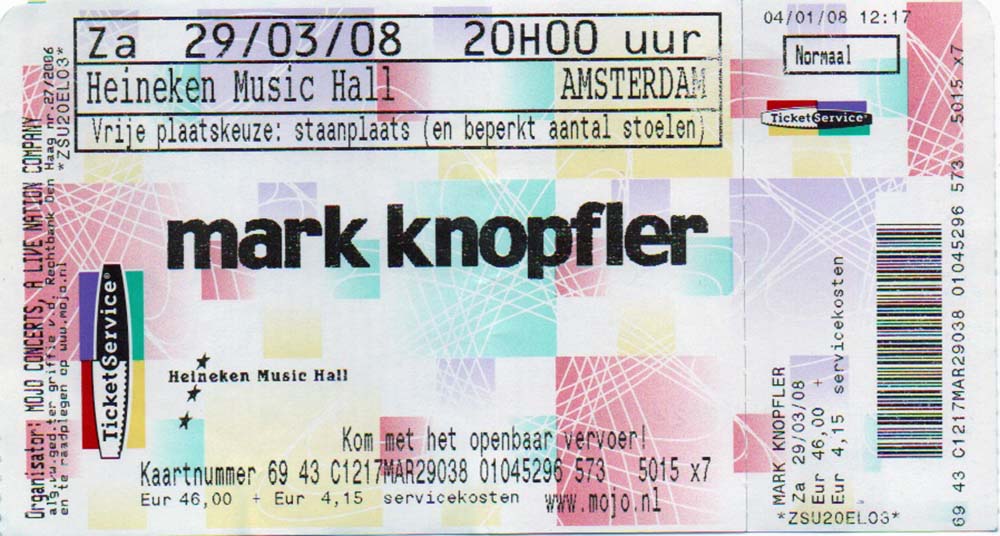 Za 29/03/08 20H00 uur
Heineken Music Hall AMSTERDAM
Vrije plaatskeuze: staanplaats (en beperkt aantal stoelen)
mark knopfler
Heineken Music Hall
Kom met het openbaar vervoer!
Kaartnummer 69 43 C1217MAR29038 01045296 573 5015 x7
Eur 46,00 + Eur 4,15 servicekosten www.mojo.nl
Organisator: MOJO CONCERTS, A LIVE NATION COMPANY
alg.vw.ged.ter griffie v.d. Rechtbank Den Haag nr.27/2006
en te raadplegen op www.mojo.nl
*ZSU20ELO3*
TicketService®
04/01/08 12:17
Normaal
TicketService®
MARK KNOPFLER
Za 29/03/08
Eur 46,00 +
Eur 4,15 servicekosten
*ZSU20ELO3*
69 43 C1217MAR29038 01045296 573 5015 x7